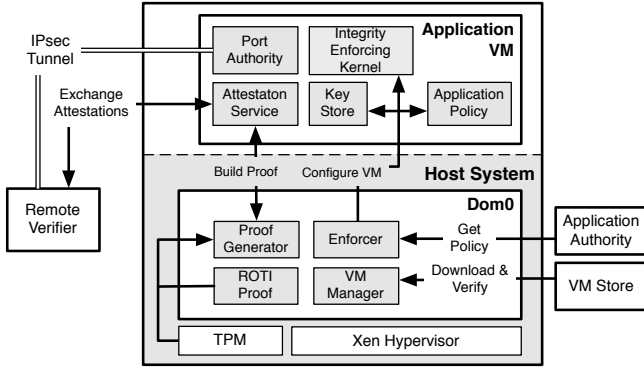 IPsec
Tunnel
Exchange
Attestations
Remote
Verifier
Application
VM
Port
Authority
Integrity
Enforcing
Kernel
Attestaton
Service
Key
Store
Application
Policy
Build Proof
Configure VM
Host System
Dom0
Proof
Generator
Enforcer
Get
Policy
Application
Authority
ROTI
Proof
VM
Manager
Download &
Verify
VM Store
TPM
Xen Hypervisor